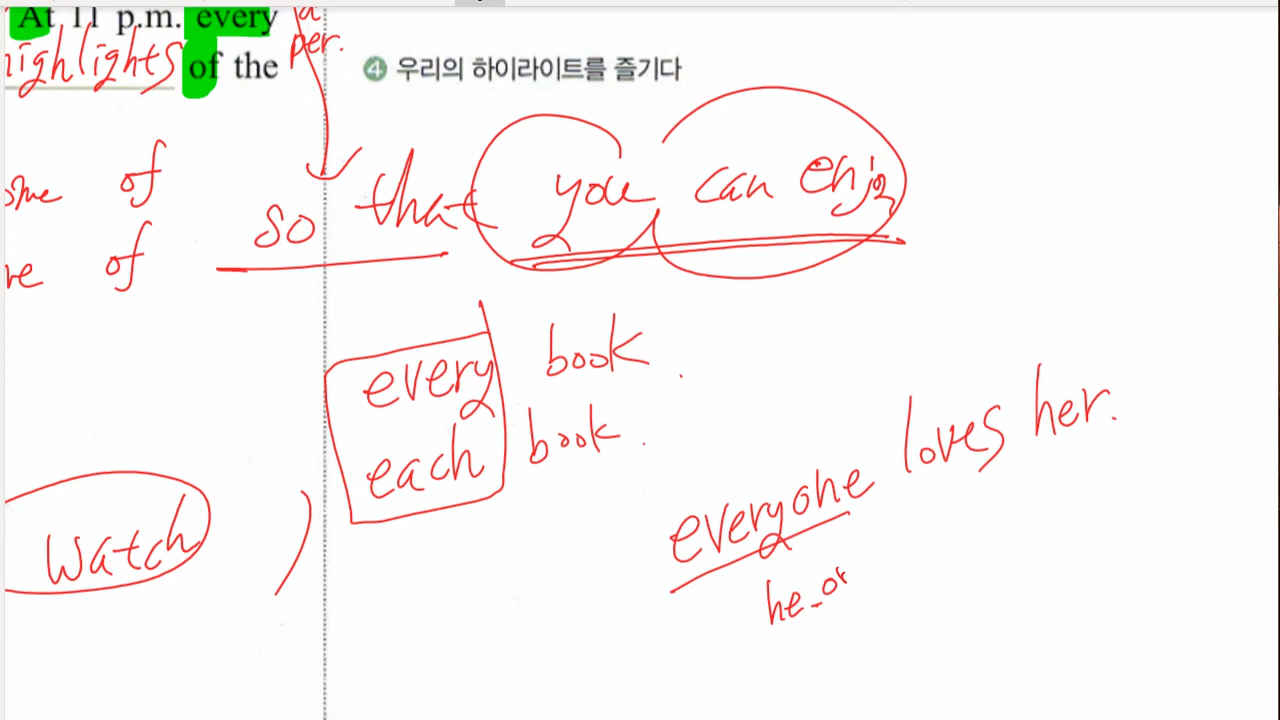 At 11 p.m. every
a
per.
highlights of the
④ 우리의 하이라이트를 즐기다
of
so that you can enjoy
of
every book.
each book.
everyone loves her.
watch )
he or